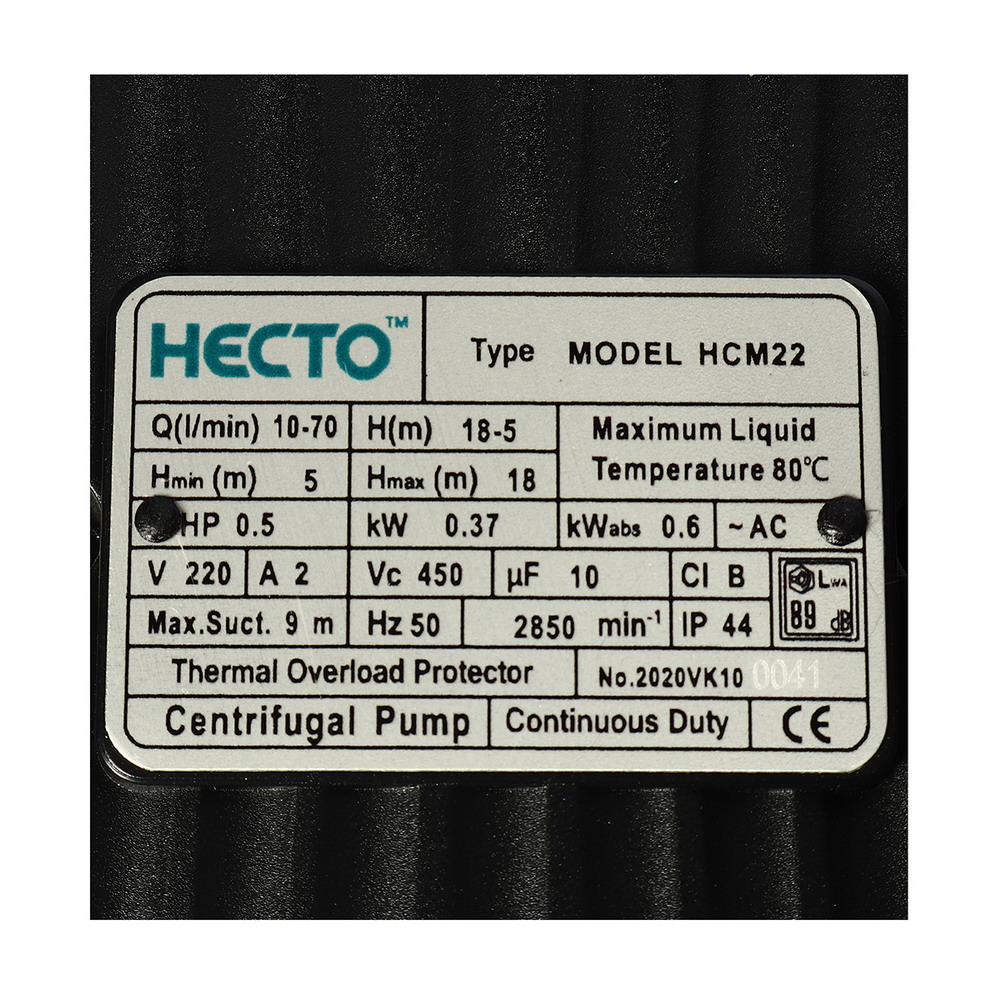 HECTO™ Type MODEL HCM22
Q(l/min) 10-70 H(m) 18-5 Maximum Liquid
Temperature 80°C
Hmin (m) 5 Hmax (m) 18
HP 0.5 kW 0.37 kWabs 0.6 ~AC
V 220 A 2 Vc 450 µF 10 Cl B LWA
89 dB
Max.Suct. 9 m Hz 50 2850 min-1 IP 44
Thermal Overload Protector No.2020VK10 0041
Centrifugal Pump Continuous Duty CE